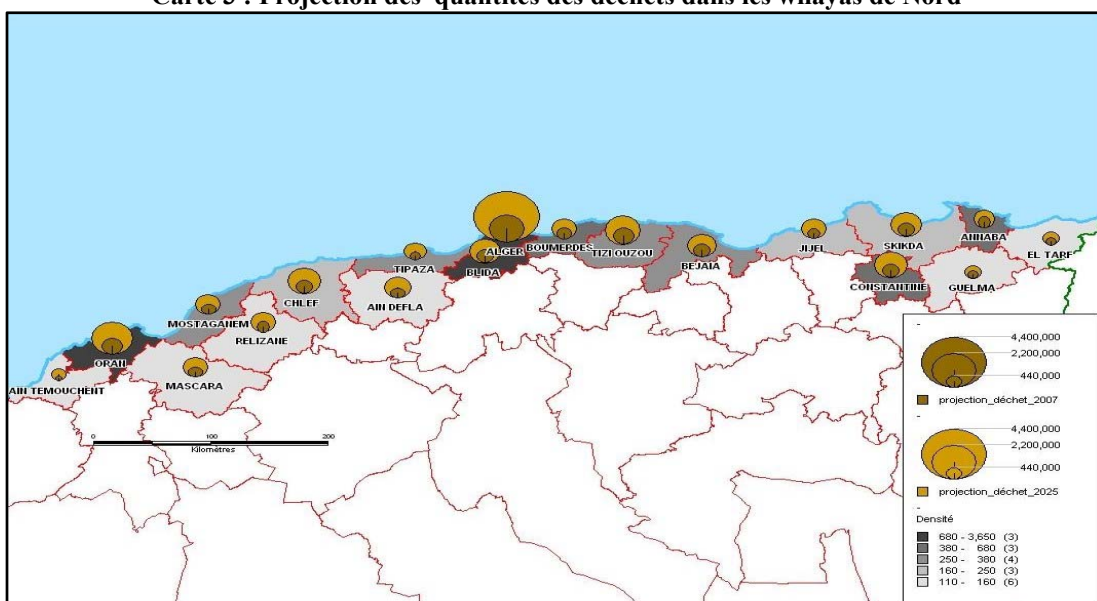 Carte 3 : Projection des quantités des déchets dans les wilayas de Nord
ALGER
BOUMERDES
TIZIOUZOU
BLIDA
TIPAZA
BEJAIA
JIJEL
SKIKDA
ANNABA
EL TARF
CONSTANTINE
GUELMA
CHLEF
AIN DEFLA
MOSTAGANEM
RELIZANE
ORAN
MASCARA
AIN TEMOUCHENT
0 100 200
Kilomètres
-
4,400,000
2,200,000
440,000
projection_déchet_2007
-
4,400,000
2,200,000
440,000
projection_déchet_2025
-
Densité
680 - 3,650 (3)
380 - 680 (3)
250 - 380 (4)
160 - 250 (3)
110 - 160 (6)